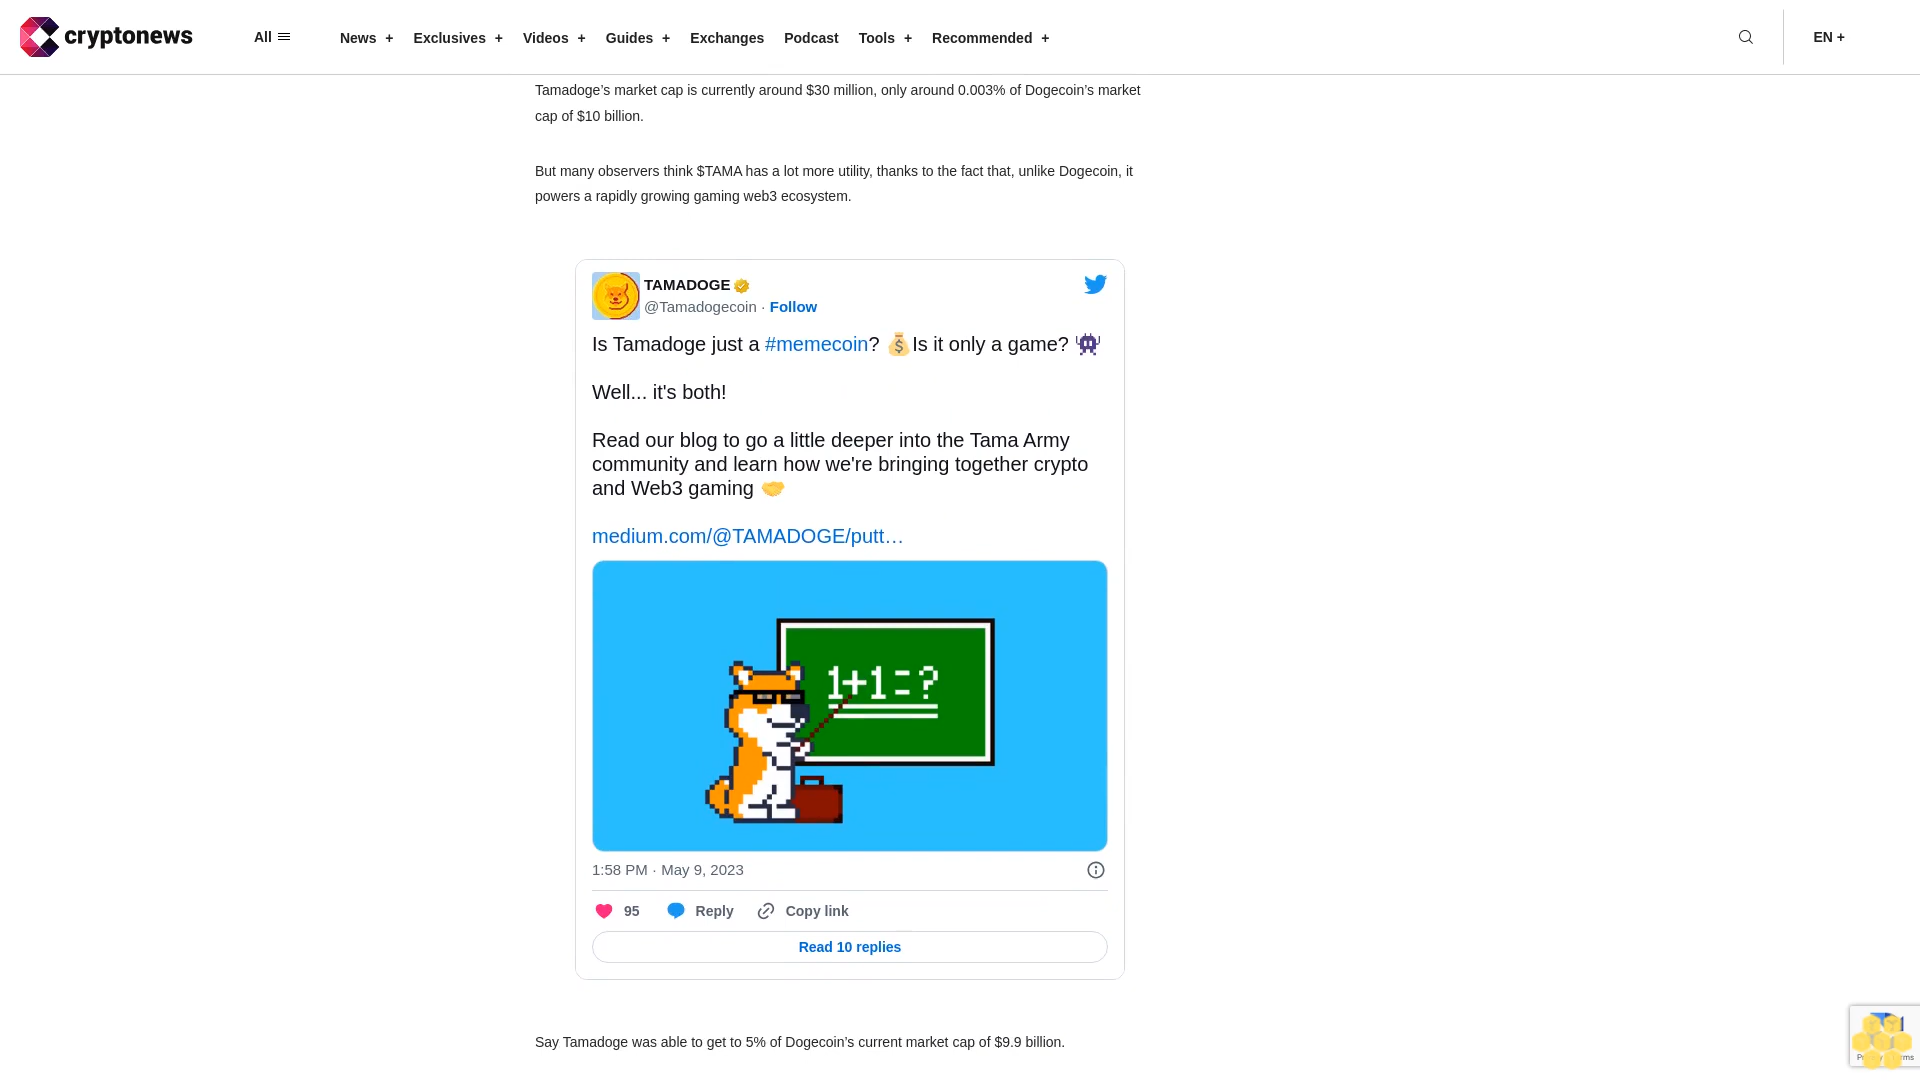 cryptonews
All
News +
Exclusives +
Videos +
Guides +
Exchanges
Podcast
Tools +
Recommended +
EN +
Tamadoge’s market cap is currently around $30 million, only around 0.003% of Dogecoin’s market
cap of $10 billion.
But many observers think $TAMA has a lot more utility, thanks to the fact that, unlike Dogecoin, it
powers a rapidly growing gaming web3 ecosystem.
TAMADOGE
@Tamadogecoin · Follow
Is Tamadoge just a #memecoin? 💰Is it only a game? 👾
Well... it's both!
Read our blog to go a little deeper into the Tama Army
community and learn how we're bringing together crypto
and Web3 gaming 🤝
medium.com/@TAMADOGE/putt…
1+1=?
1:58 PM · May 9, 2023
95
Reply
Copy link
Read 10 replies
Say Tamadoge was able to get to 5% of Dogecoin’s current market cap of $9.9 billion.